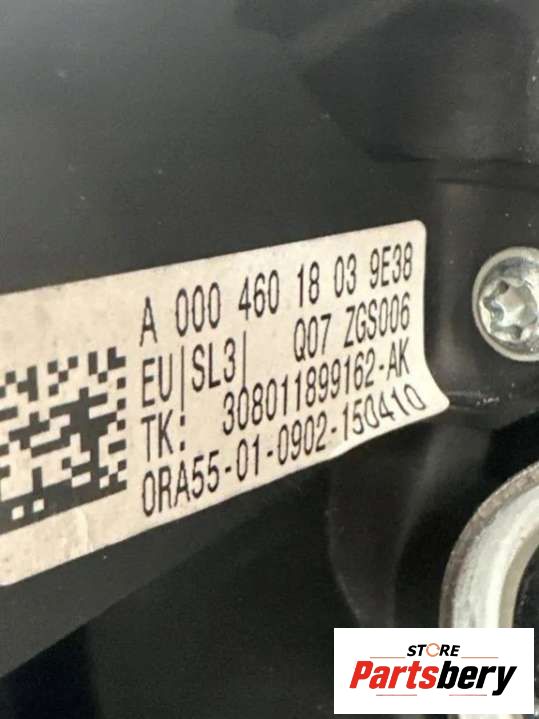 A 000 460 18 03 9E38
EU|SL3| Q07 ZGS006
TK: 308011899162-AK
0RA55-01-0902-150410
STORE
Partsbery